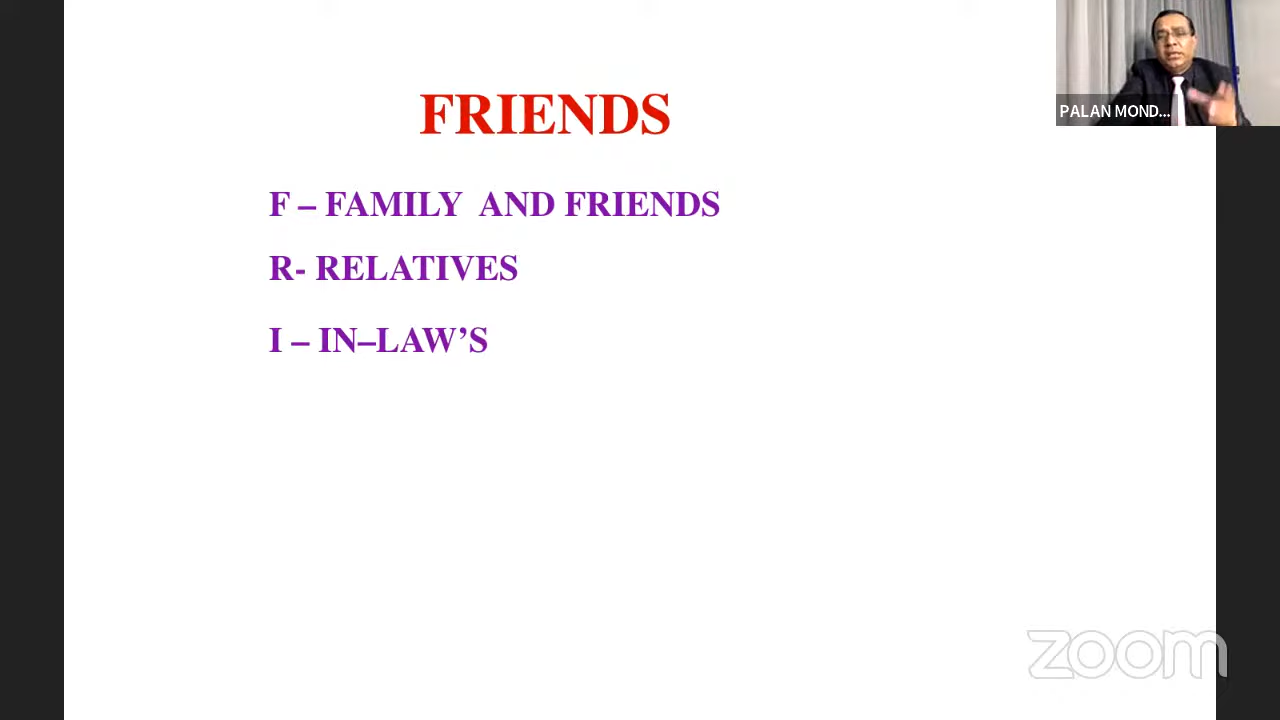 PALAN MOND...
FRIENDS
F – FAMILY AND FRIENDS
R- RELATIVES
I – IN–LAW’S
zoom